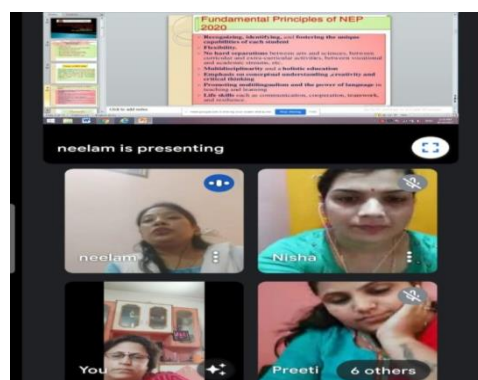 Fundamental Principles of NEP
2020
Recognizing, identifying, and fostering the unique
capabilities of each student
Flexibility,
No hard separations between arts and sciences, between
curricular and extra-curricular activities, between vocational
and academic streams, etc.
Multidisciplinarity and a holistic education
Emphasis on conceptual understanding, creativity and
critical thinking
Promoting multilingualism and the power of language in
teaching and learning
Life skills such as communication, cooperation, teamwork,
and resilience.
Click to add notes
neelam is presenting
neelam
Nisha
You
Preeti
6 others